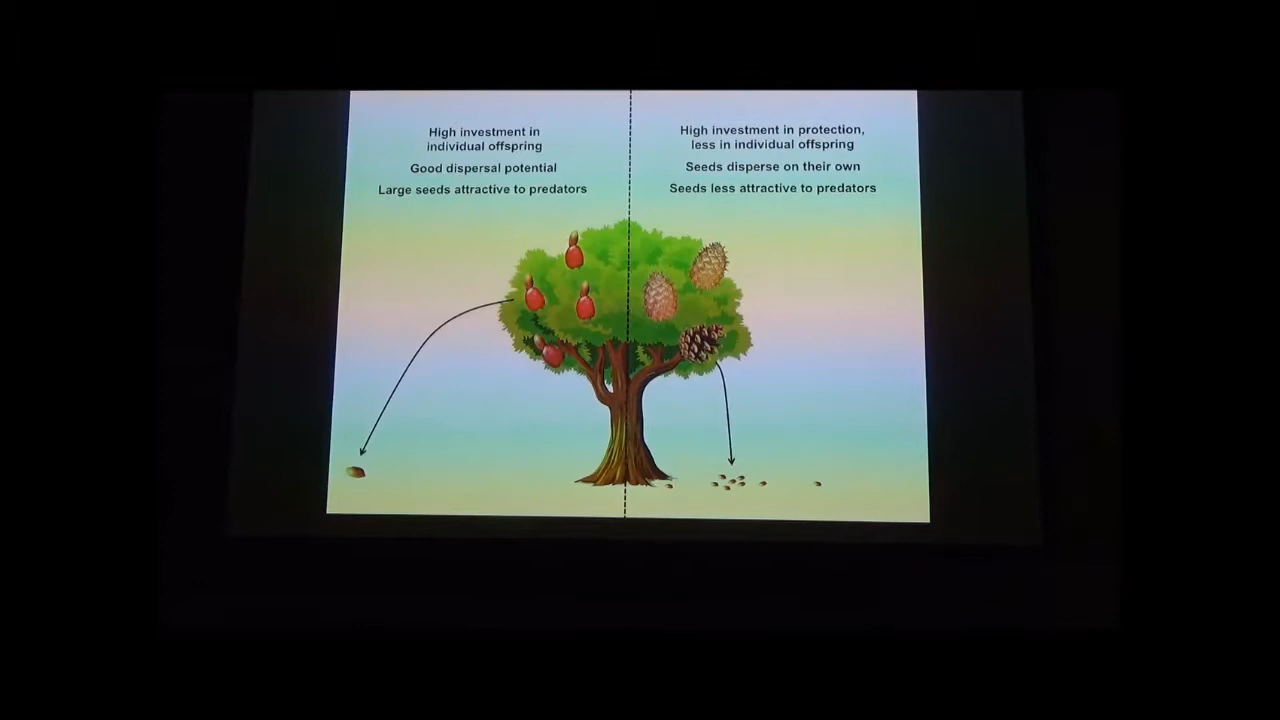 High investment in
individual offspring
Good dispersal potential
Large seeds attractive to predators
High investment in protection,
less in individual offspring
Seeds disperse on their own
Seeds less attractive to predators